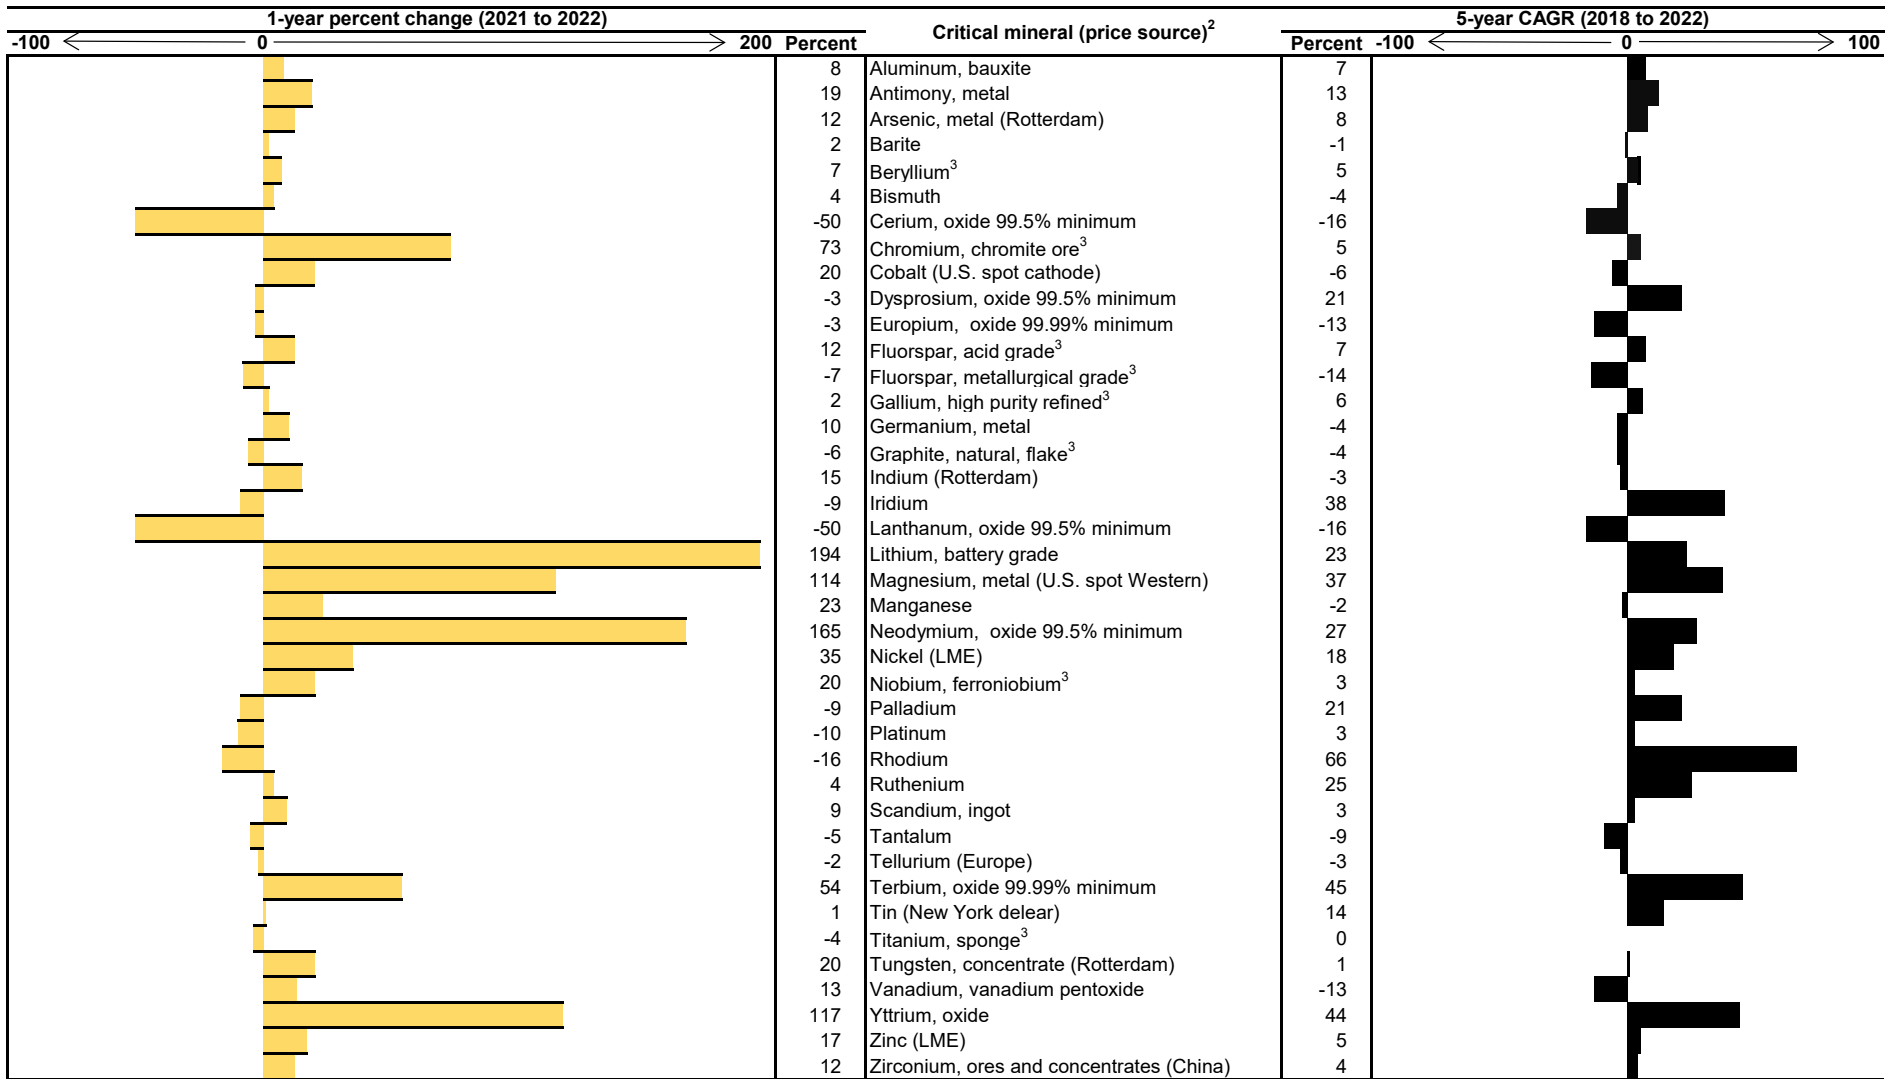 1-year percent change (2021 to 2022) Critical mineral (price source)2 5-year CAGR (2018 to 2022)
-100 0 200 Percent Percent -100 0 100
8 Aluminum, bauxite 7
19 Antimony, metal 13
12 Arsenic, metal (Rotterdam) 8
2 Barite -1
7 Beryllium3 5
4 Bismuth -4
-50 Cerium, oxide 99.5% minimum -16
73 Chromium, chromite ore3 5
20 Cobalt (U.S. spot cathode) -6
-3 Dysprosium, oxide 99.5% minimum 21
-3 Europium, oxide 99.99% minimum -13
12 Fluorspar, acid grade3 7
-7 Fluorspar, metallurgical grade3 -14
2 Gallium, high purity refined3 6
10 Germanium, metal -4
-6 Graphite, natural, flake3 -4
15 Indium (Rotterdam) -3
-9 Iridium 38
-50 Lanthanum, oxide 99.5% minimum -16
194 Lithium, battery grade 23
114 Magnesium, metal (U.S. spot Western) 37
23 Manganese -2
165 Neodymium, oxide 99.5% minimum 27
35 Nickel (LME) 18
20 Niobium, ferroniobium3 3
-9 Palladium 21
-10 Platinum 3
-16 Rhodium 66
4 Ruthenium 25
9 Scandium, ingot 3
-5 Tantalum -9
-2 Tellurium (Europe) -3
54 Terbium, oxide 99.99% minimum 45
1 Tin (New York delear) 14
-4 Titanium, sponge3 0
20 Tungsten, concentrate (Rotterdam) 1
13 Vanadium, vanadium pentoxide -13
117 Yttrium, oxide 44
17 Zinc (LME) 5
12 Zirconium, ores and concentrates (China) 4